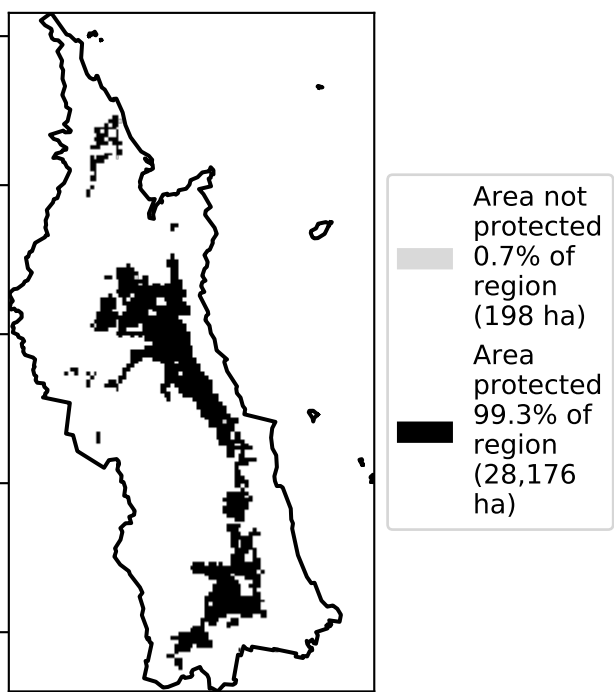 Area not
protected
0.7% of
region
(198 ha)
Area
protected
99.3% of
region
(28,176
ha)